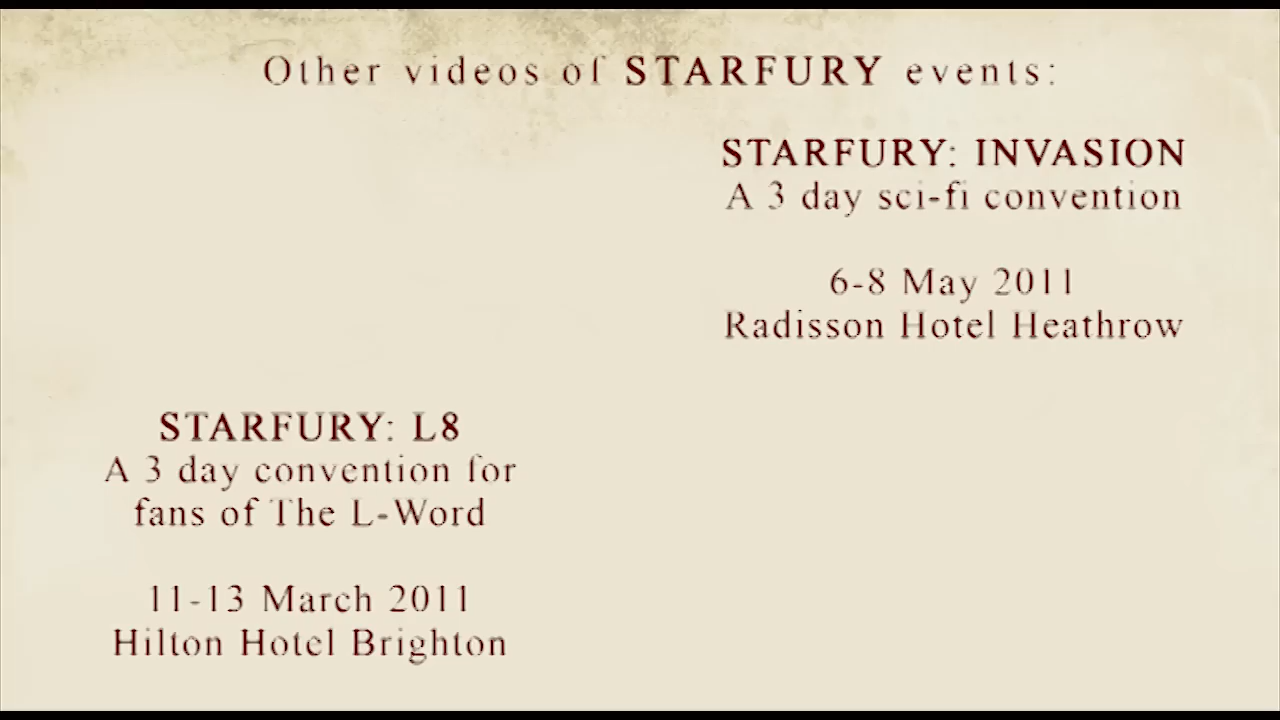 Other videos of STARFURY events:
STARFURY: INVASION
A 3 day sci-fi convention
6-8 May 2011
Radisson Hotel Heathrow
STARFURY: L8
A 3 day convention for
fans of The L-Word
11-13 March 2011
Hilton Hotel Brighton